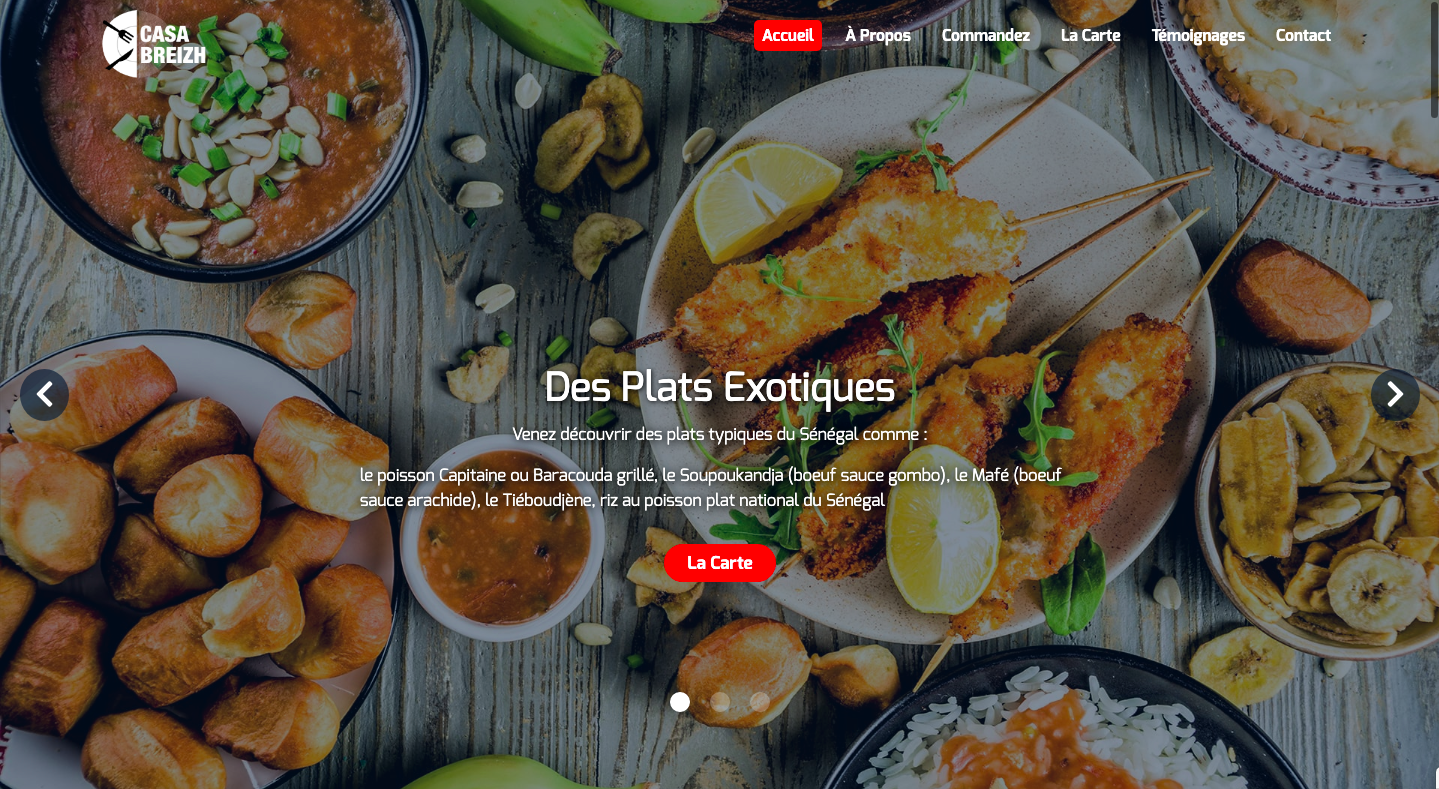 CASA
BREIZH
Accueil À Propos Commandez La Carte Témoignages Contact
Des Plats Exotiques
Venez découvrir des plats typiques du Sénégal comme :
le poisson Capitaine ou Baracouda grillé, le Soupoukandja (boeuf sauce gombo), le Mafé (boeuf
sauce arachide), le Tiéboudjène, riz au poisson plat national du Sénégal
La Carte